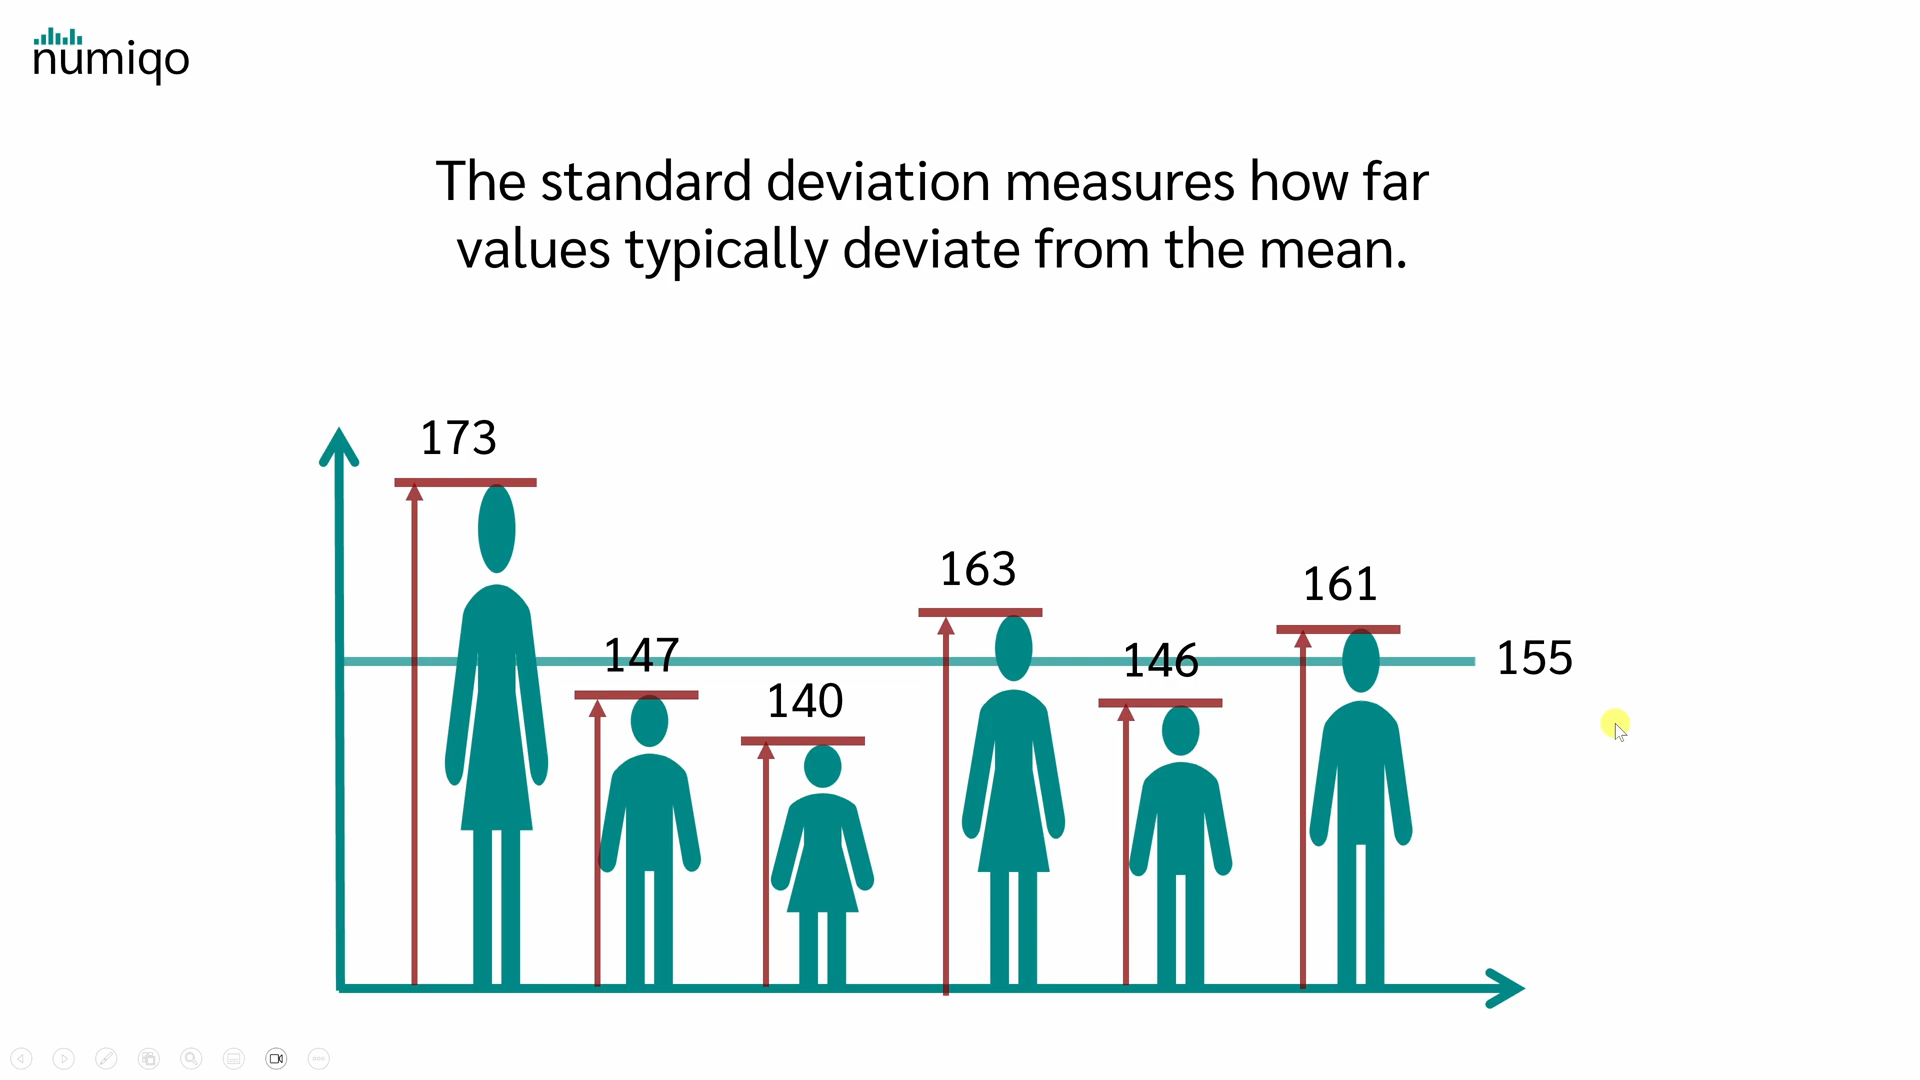 numiqo
The standard deviation measures how far
values typically deviate from the mean.
173
163
161
147
146
155
140